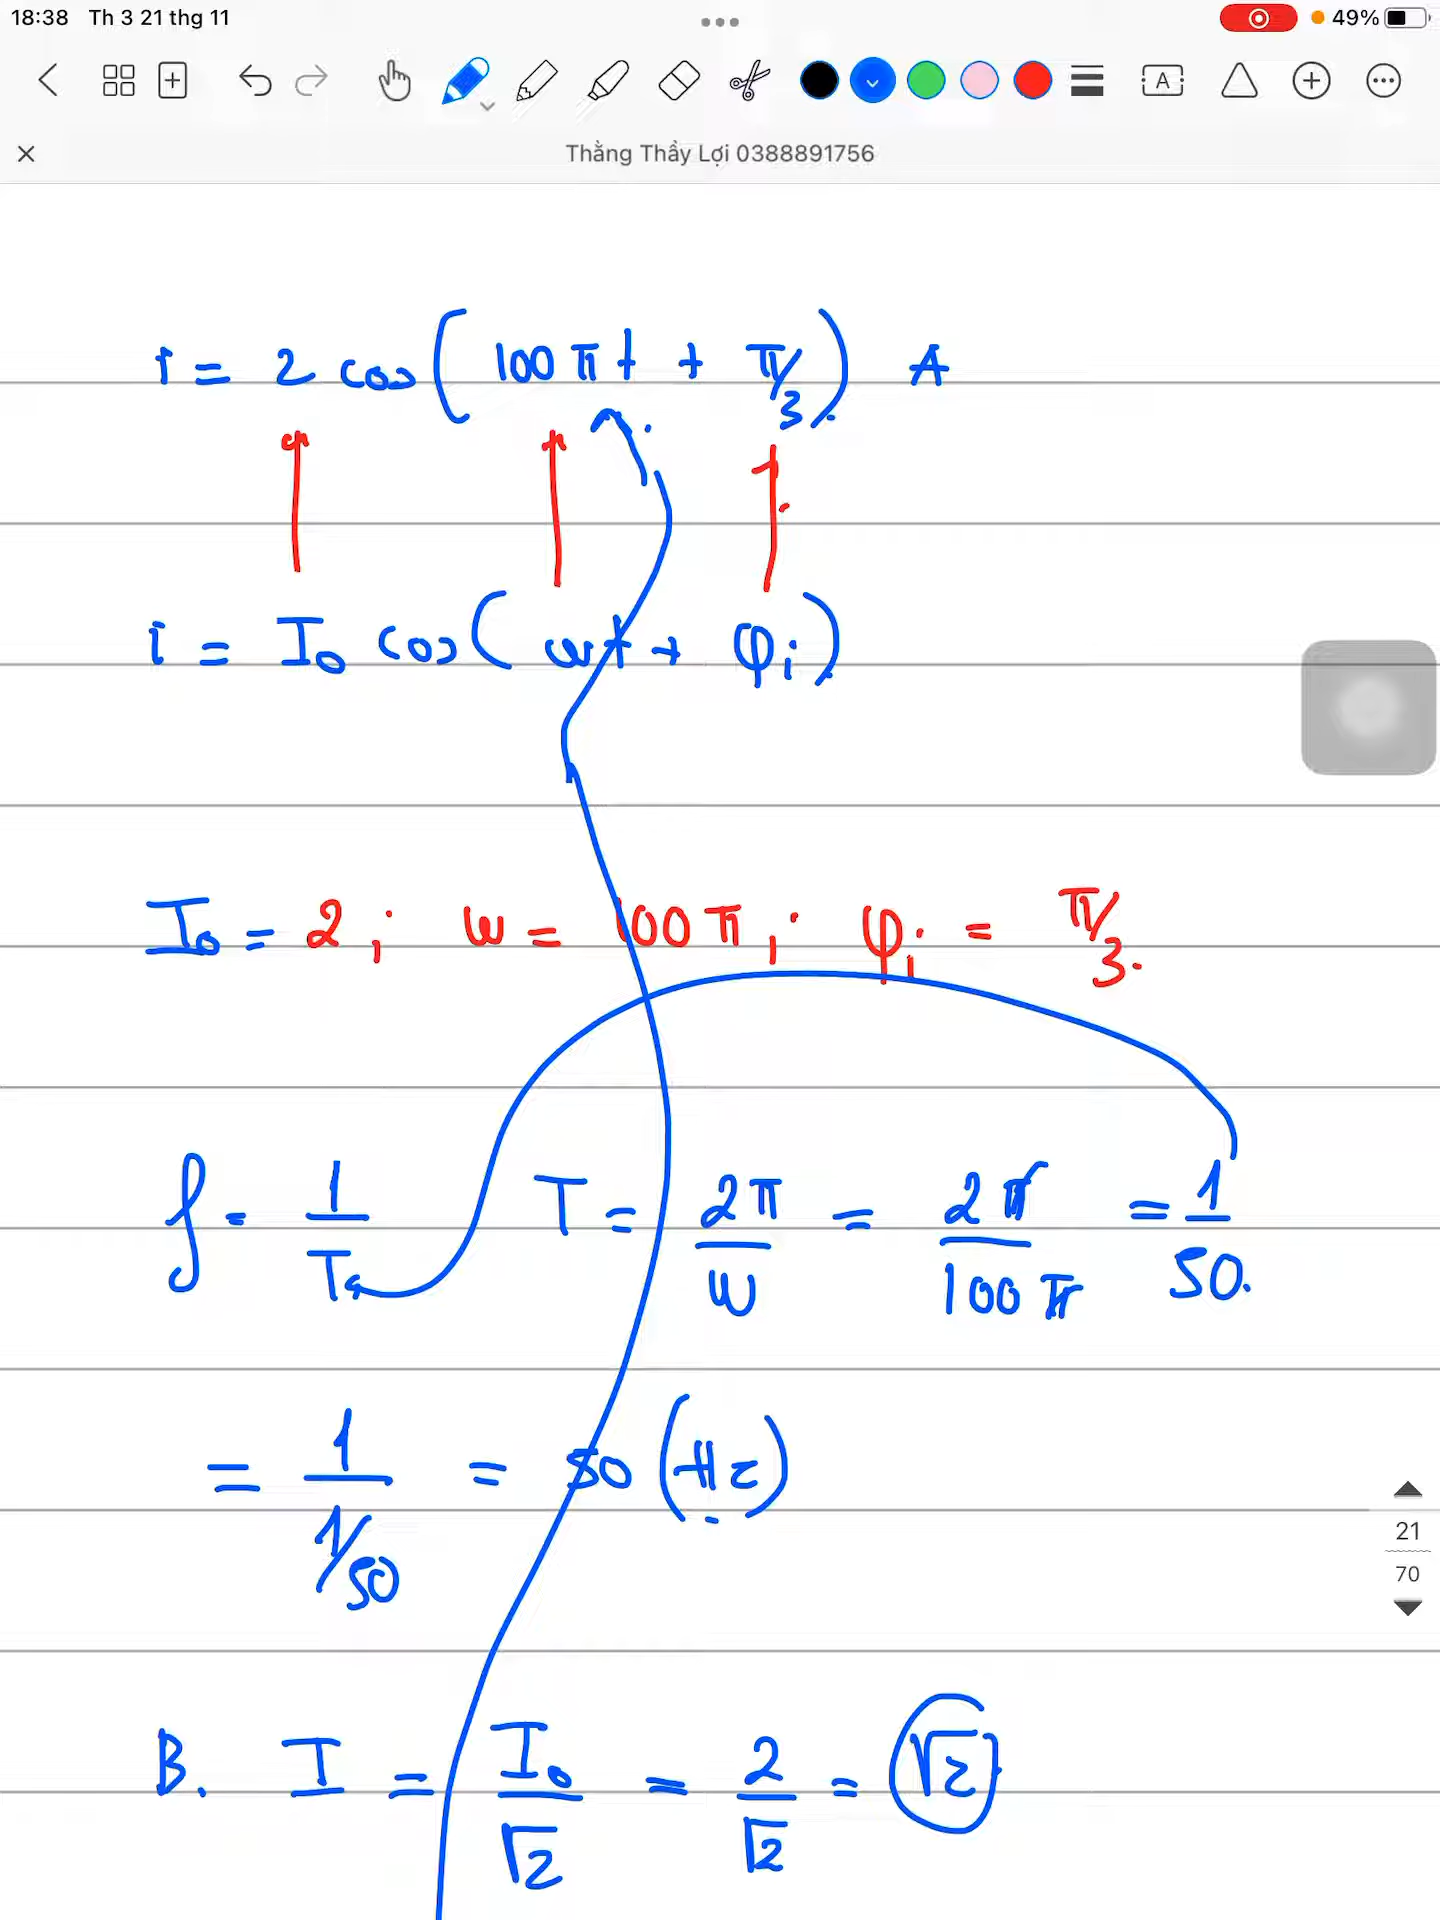 18:38 Th 3 21 thg 11
49%
A
Thằng Thầy Lợi 0388891756
i = 2 cos(100πt + π/3) A
i = I₀ cos(ωt + φᵢ)
I₀ = 2; ω = 100π; φᵢ = π/3.
f = 1/T T = 2π/ω = 2π/100π = 1/50.
= 1/1/50 = 50 (Hz)
21
70
B. I = I₀/√2 = 2/√2 = √2